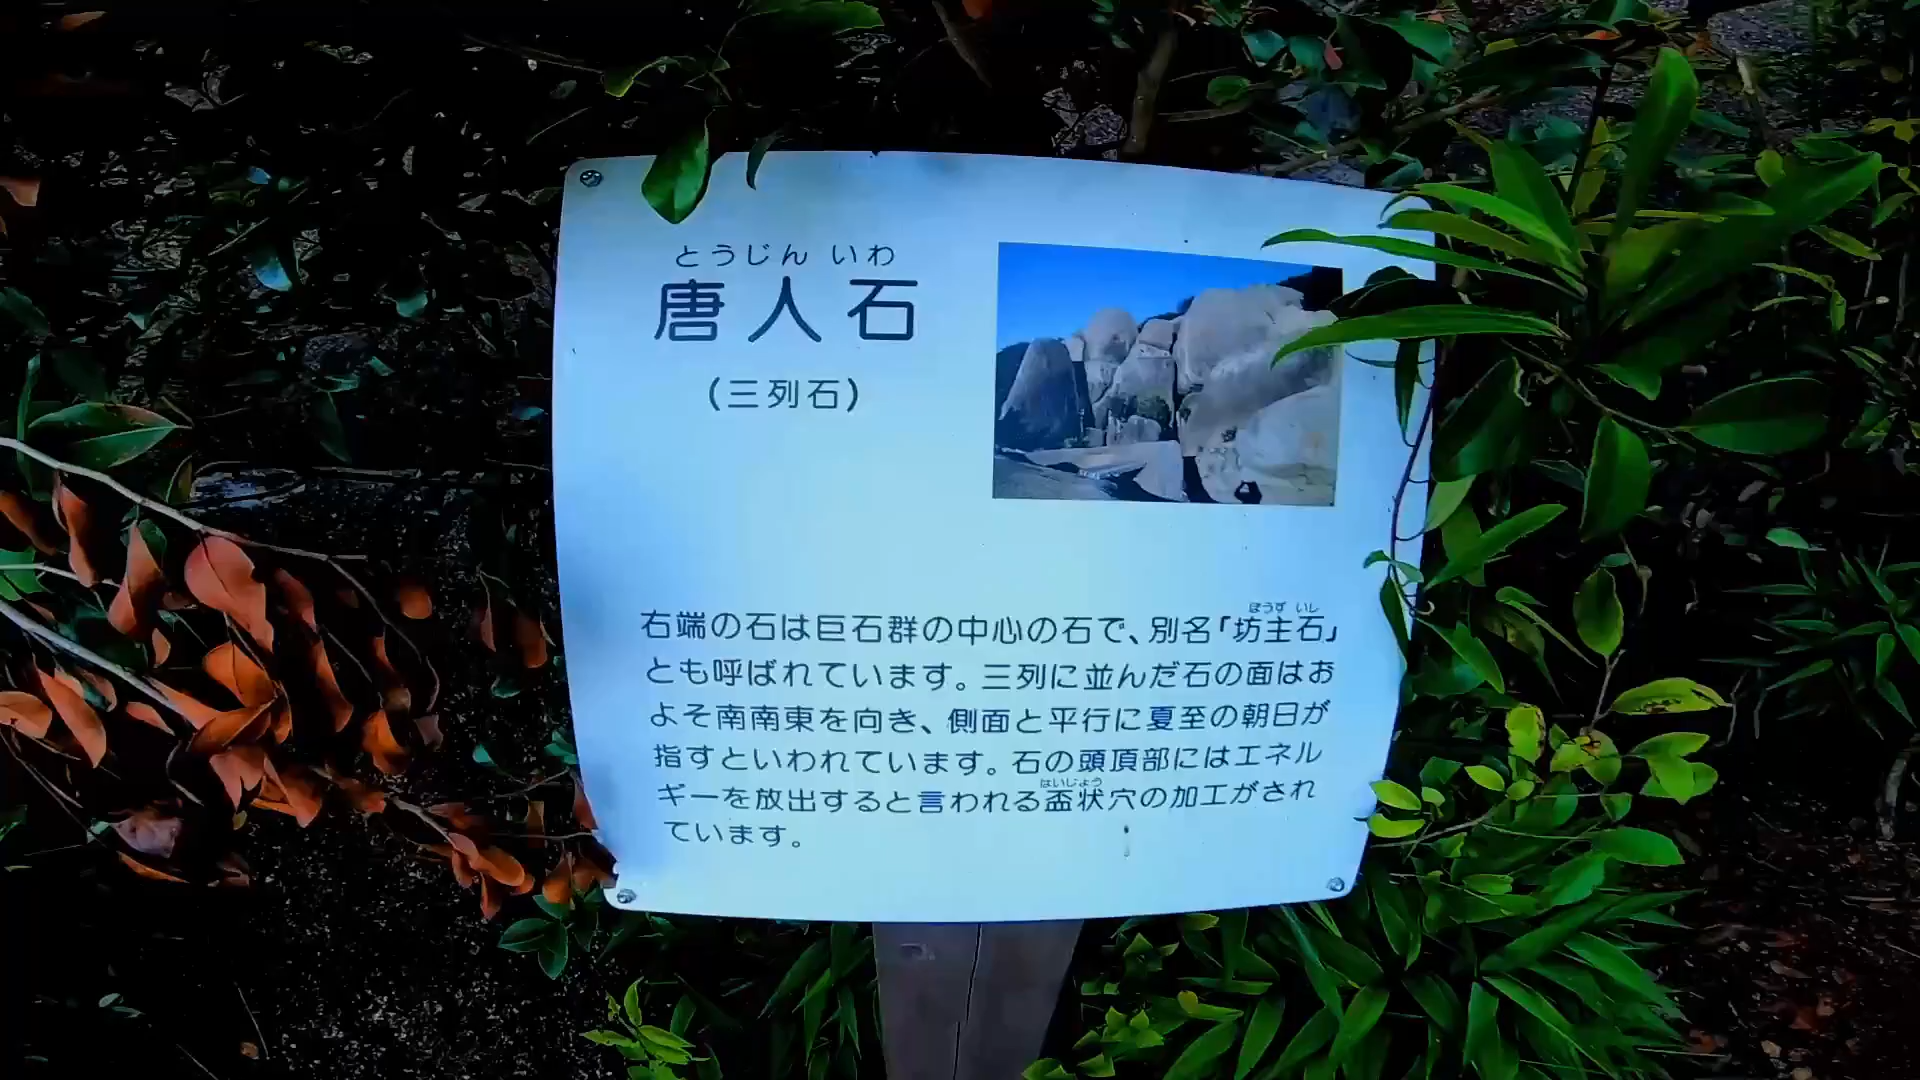 とうじん いわ
唐人石
(三列石)
ぼうず いし
右端の石は巨石群の中心の石で、別名「坊主石」
とも呼ばれています。三列に並んだ石の面はお
よそ南南東を向き、側面と平行に夏至の朝日が
指すといわれています。石の頭頂部にはエネル
はいじょう
ギーを放出すると言われる盃状穴の加工がされ
ています。